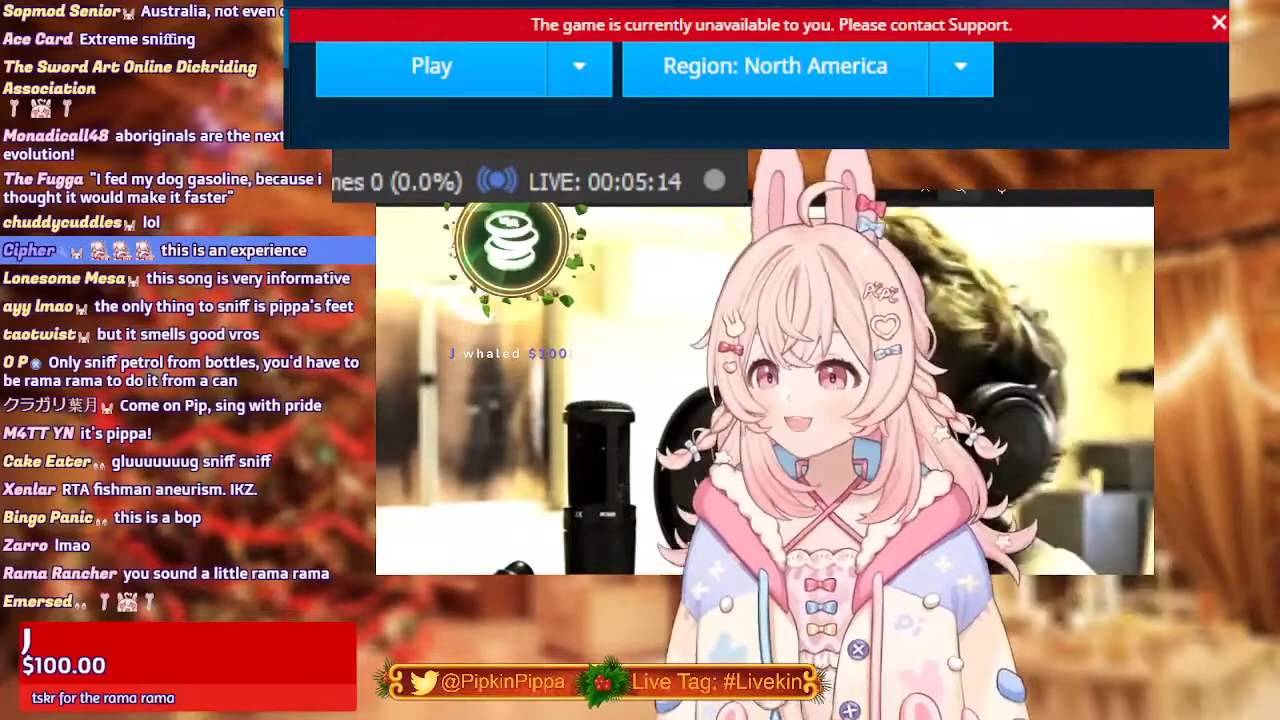 Sopmod Senior Australia, not even
Ace Card Extreme sniffing
The Sword Art Online Dickriding
Association
Monadicall48 aboriginals are the next
evolution!
The Fugga "I fed my dog gasoline, because i
thought it would make it faster"
chuddycuddles lol
Cipher this is an experience
Lonesome Mesa this song is very informative
ayy lmao the only thing to sniff is pippa's feet
taotwist but it smells good vros
O P Only sniff petrol from bottles, you'd have to
be rama rama to do it from a can
クラガリ葉月 Come on Pip, sing with pride
M4TT YN it's pippa!
Cake Eater gluuuuuuug sniff sniff
Xenlar RTA fishman aneurism. IKZ.
Bingo Panic this is a bop
Zarro lmao
Rama Rancher you sound a little rama rama
Emersed
J
$100.00
tskr for the rama rama
The game is currently unavailable to you. Please contact Support.
Play
Region: North America
mes 0 (0.0%) LIVE: 00:05:14
J whaled $100
Pipi
@PipkinPippa Live Tag: #Livekin